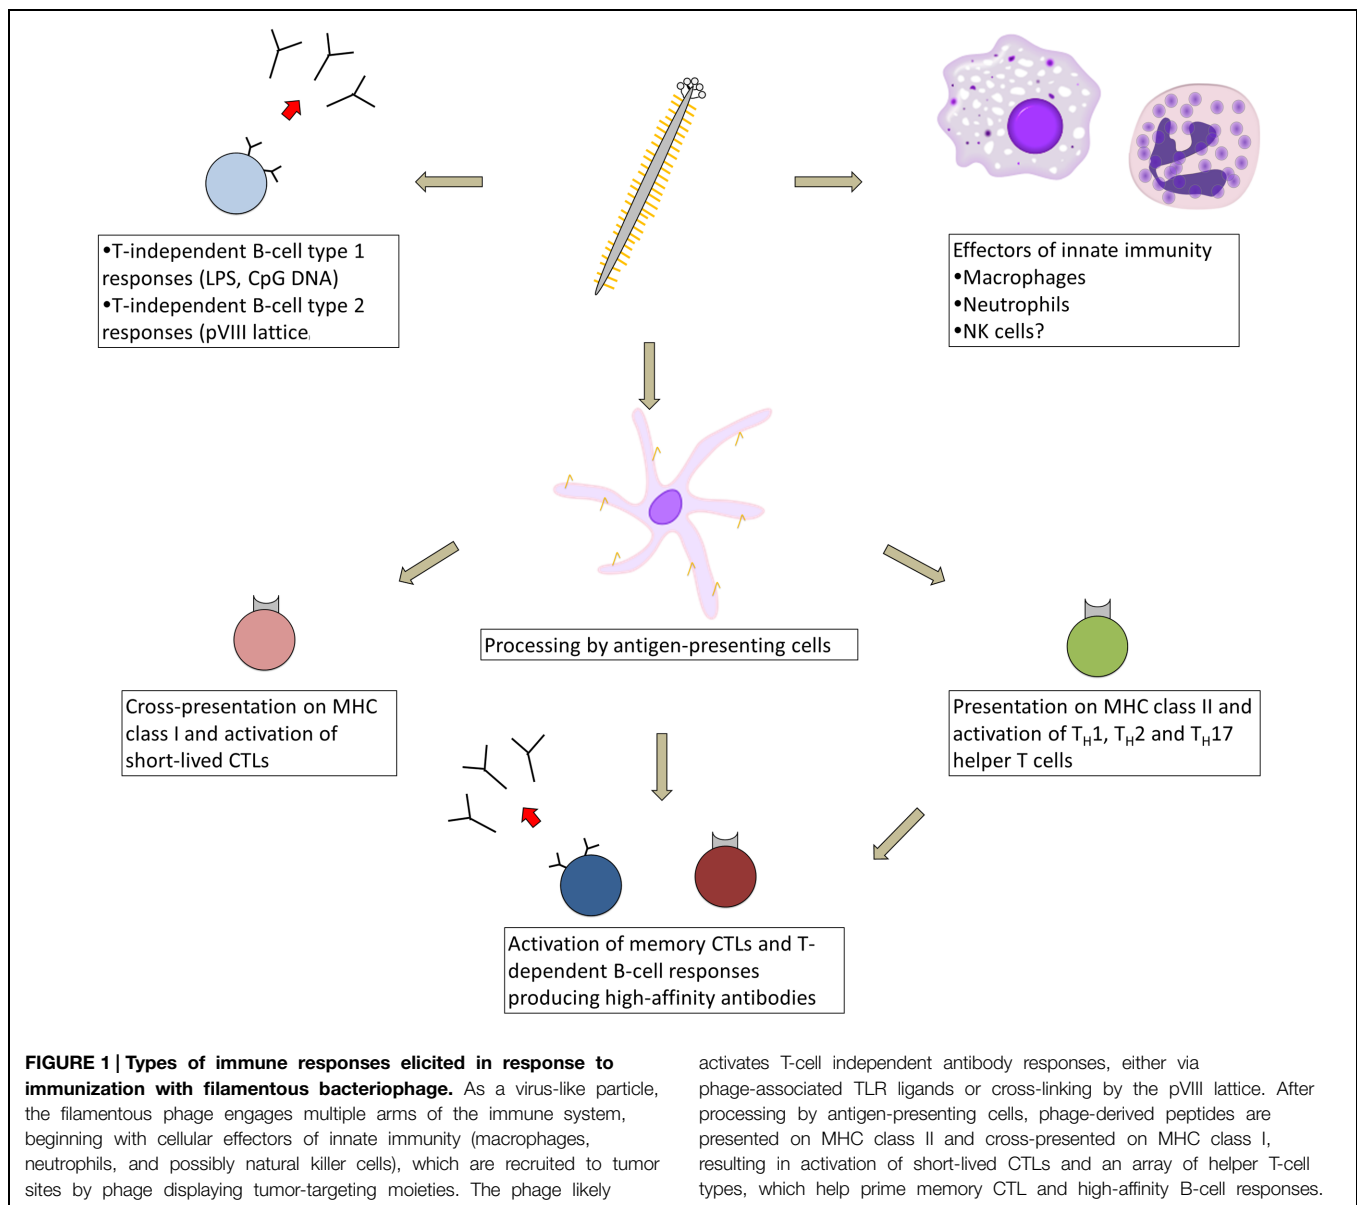 •T-independent B-cell type 1
responses (LPS, CpG DNA)
•T-independent B-cell type 2
responses (pVIII lattice
Effectors of innate immunity
•Macrophages
•Neutrophils
•NK cells?
Processing by antigen-presenting cells
Cross-presentation on MHC
class I and activation of
short-lived CTLs
Presentation on MHC class II and
activation of TH1, TH2 and TH17
helper T cells
Activation of memory CTLs and T-
dependent B-cell responses
producing high-affinity antibodies
FIGURE 1 | Types of immune responses elicited in response to
immunization with filamentous bacteriophage. As a virus-like particle,
the filamentous phage engages multiple arms of the immune system,
beginning with cellular effectors of innate immunity (macrophages,
neutrophils, and possibly natural killer cells), which are recruited to tumor
sites by phage displaying tumor-targeting moieties. The phage likely
activates T-cell independent antibody responses, either via
phage-associated TLR ligands or cross-linking by the pVIII lattice. After
processing by antigen-presenting cells, phage-derived peptides are
presented on MHC class II and cross-presented on MHC class I,
resulting in activation of short-lived CTLs and an array of helper T-cell
types, which help prime memory CTL and high-affinity B-cell responses.